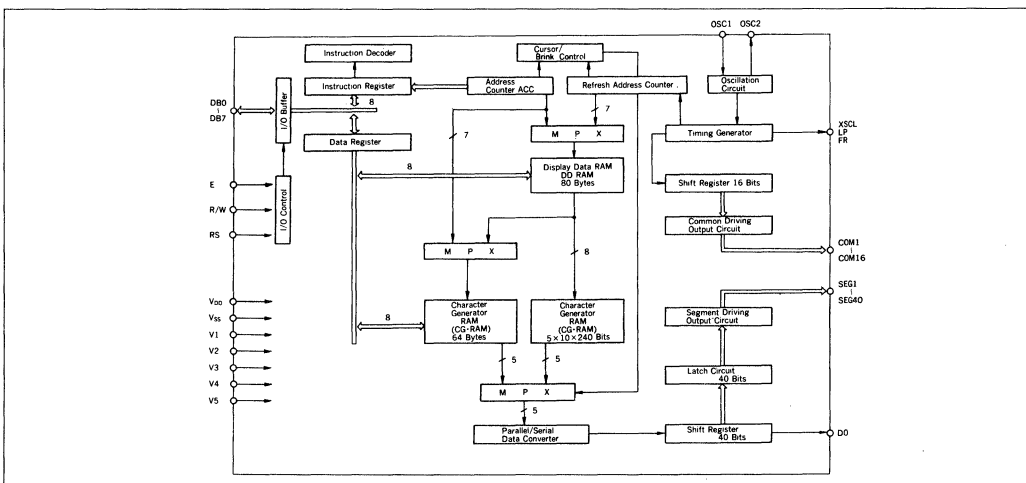 OSC1 OSC2
Instruction Decoder
Cursor/
Brink Control
Instruction Register
Address
Counter ACC
Refresh Address Counter
Oscillation
Circuit
DB0
DB7
I/O Buffer
8
7
Data Register
7
M P X
Timing Generator
XSCL
LP
FR
8
Display Data RAM
DD RAM
80 Bytes
Shift Register 16 Bits
E
R/W
RS
I/O Control
Common Driving
Output Circuit
COM1
COM16
M P X
8
SEG1
SEG40
VDD
VSS
V1
V2
V3
V4
V5
8
Character
Generator
RAM
(CG-RAM)
64 Bytes
Character
Generator
RAM
(CG-RAM)
5×10×240 Bits
Segment Driving
Output Circuit
5
5
Latch Circuit
40 Bits
M P X
5
Parallel/Serial
Data Converter
Shift Register
40 Bits
D0